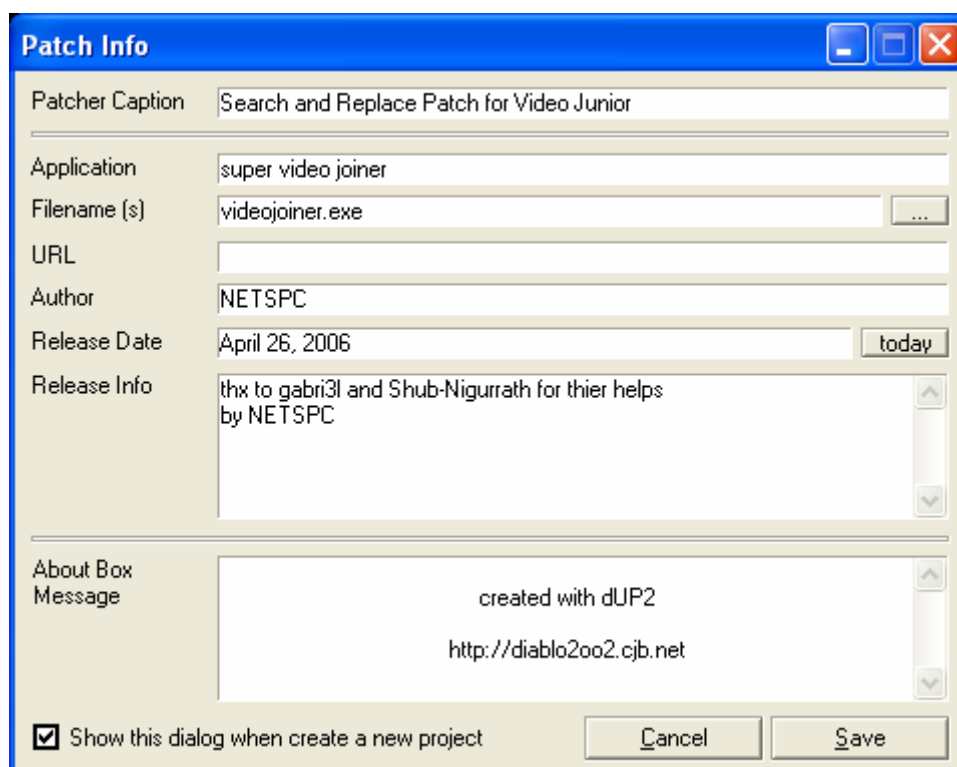 Patch Info
Patcher Caption Search and Replace Patch for Video Junior
Application super video joiner
Filename (s) videojoiner.exe ...
URL
Author NETSPC
Release Date April 26, 2006 today
Release Info thx to gabri3l and Shub-Nigurrath for thier helps
by NETSPC
About Box
Message
created with dUP2
http://diablo2oo2.cjb.net
Show this dialog when create a new project Cancel Save